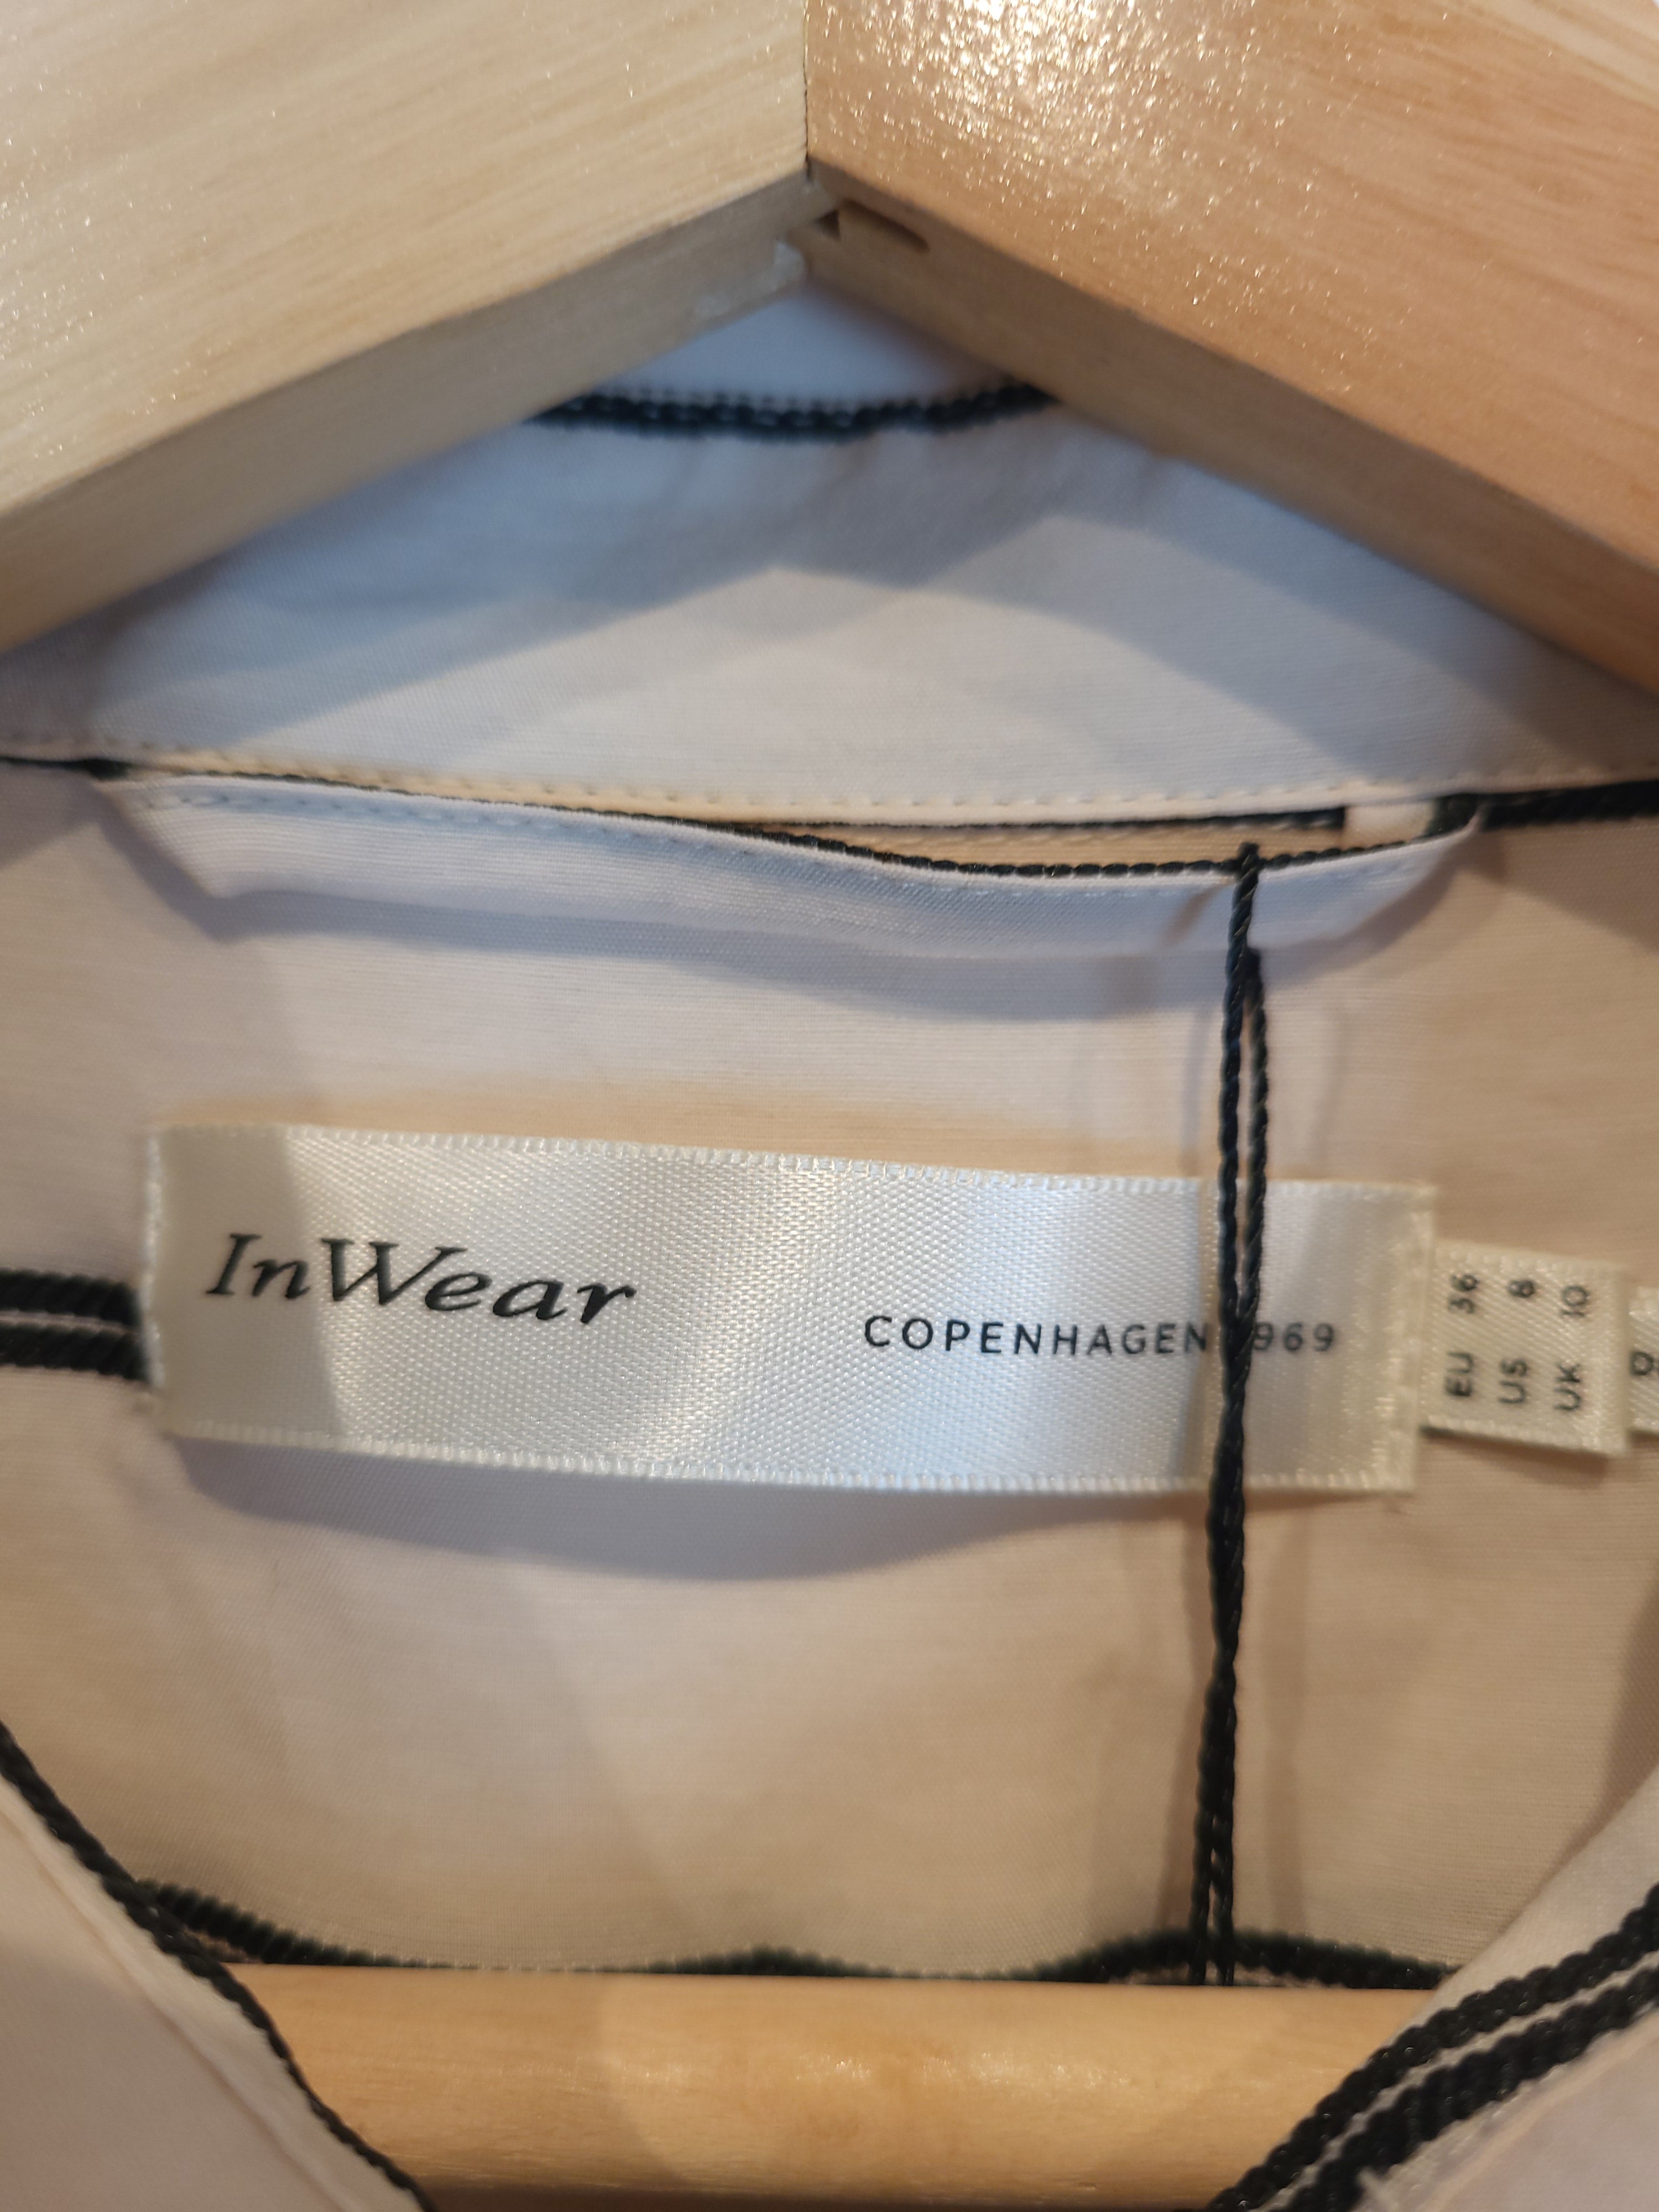 InWear
COPENHAGEN 969
EU 36
US 8
UK 10